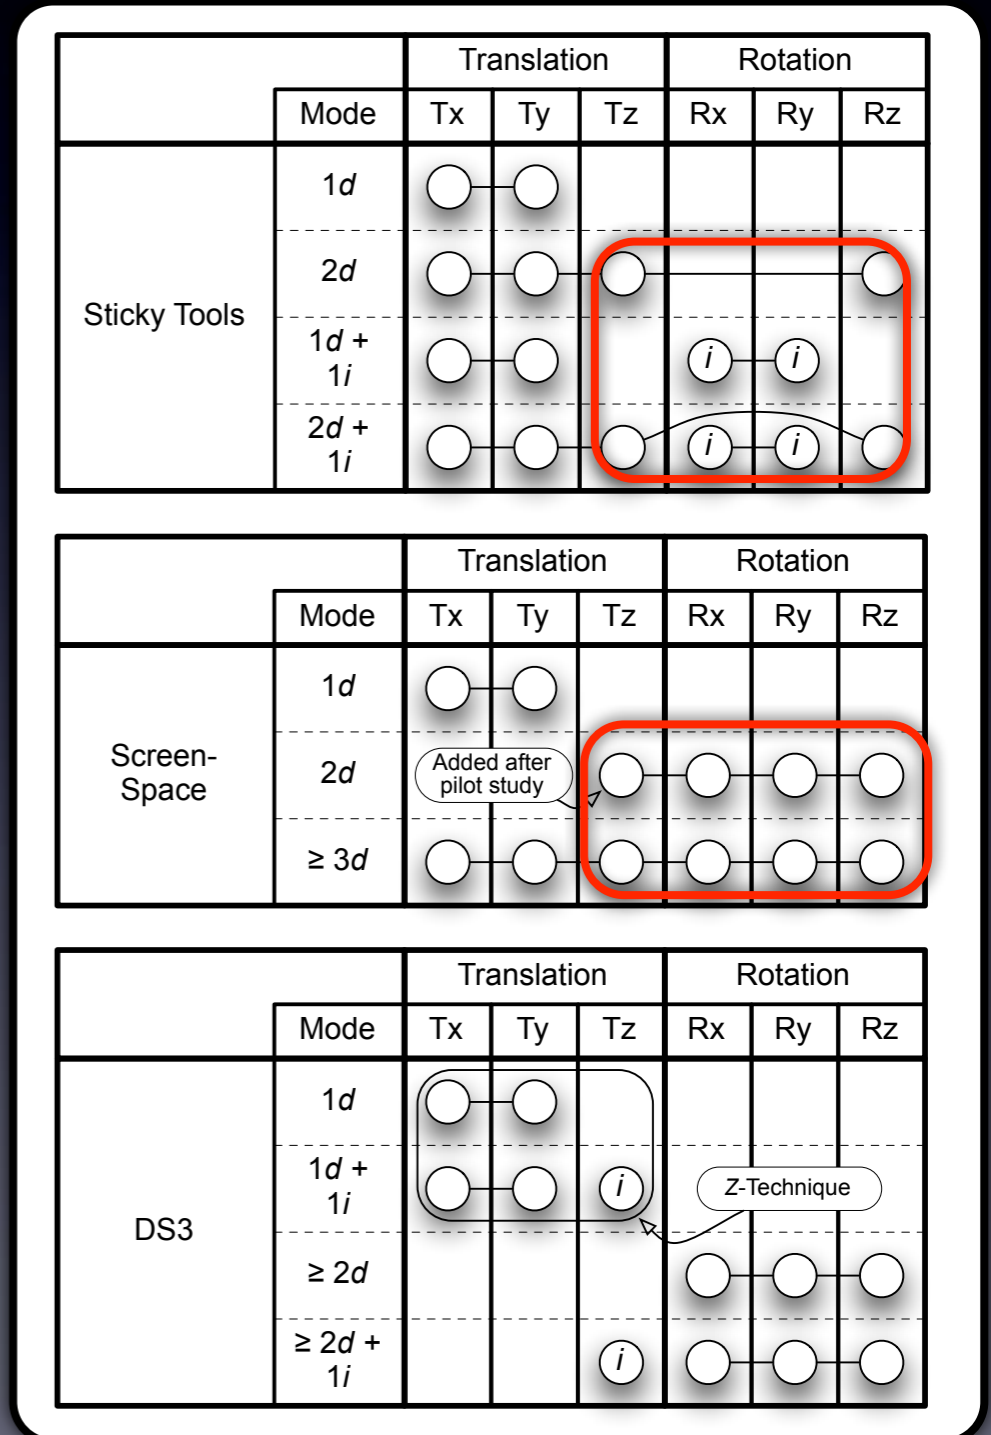 Translation Rotation
Mode Tx Ty Tz Rx Ry Rz
Sticky Tools
1d
2d
1d +
1i
i i
2d +
1i
i i
Translation Rotation
Mode Tx Ty Tz Rx Ry Rz
Screen-
Space
1d
2d
Added after
pilot study
≥ 3d
Translation Rotation
Mode Tx Ty Tz Rx Ry Rz
DS3
1d
1d +
1i
i
Z-Technique
≥ 2d
≥ 2d +
1i
i